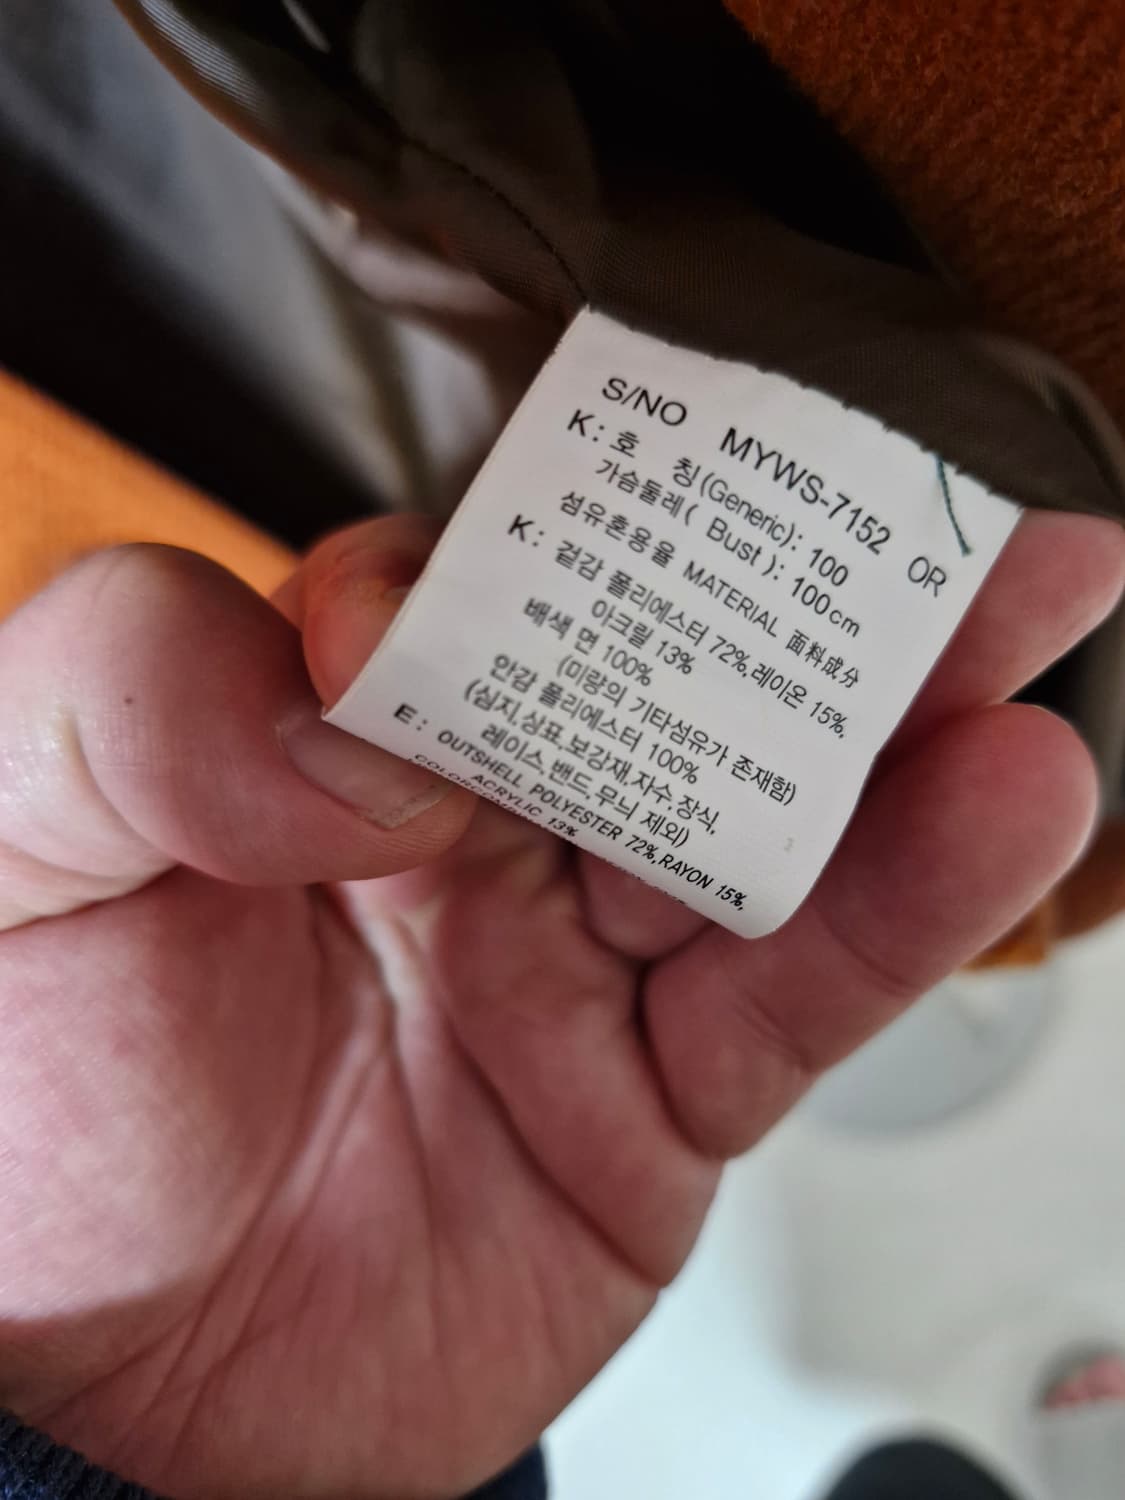 S/NO MYWS-7152 OR
K: 호 칭(Generic): 100
가슴둘레( Bust ): 100cm
섬유혼용율 MATERIAL 面料成分
K: 겉감 폴리에스터 72%,레이온 15%,
아크릴 13%
배색 면 100%
(미량의 기타섬유가 존재함)
안감 폴리에스터 100%
(심지,상표,보강재,자수,장식,
레이스,밴드,무늬 제외)
E: OUTSHELL POLYESTER 72%,RAYON 15%,
ACRYLIC 13%